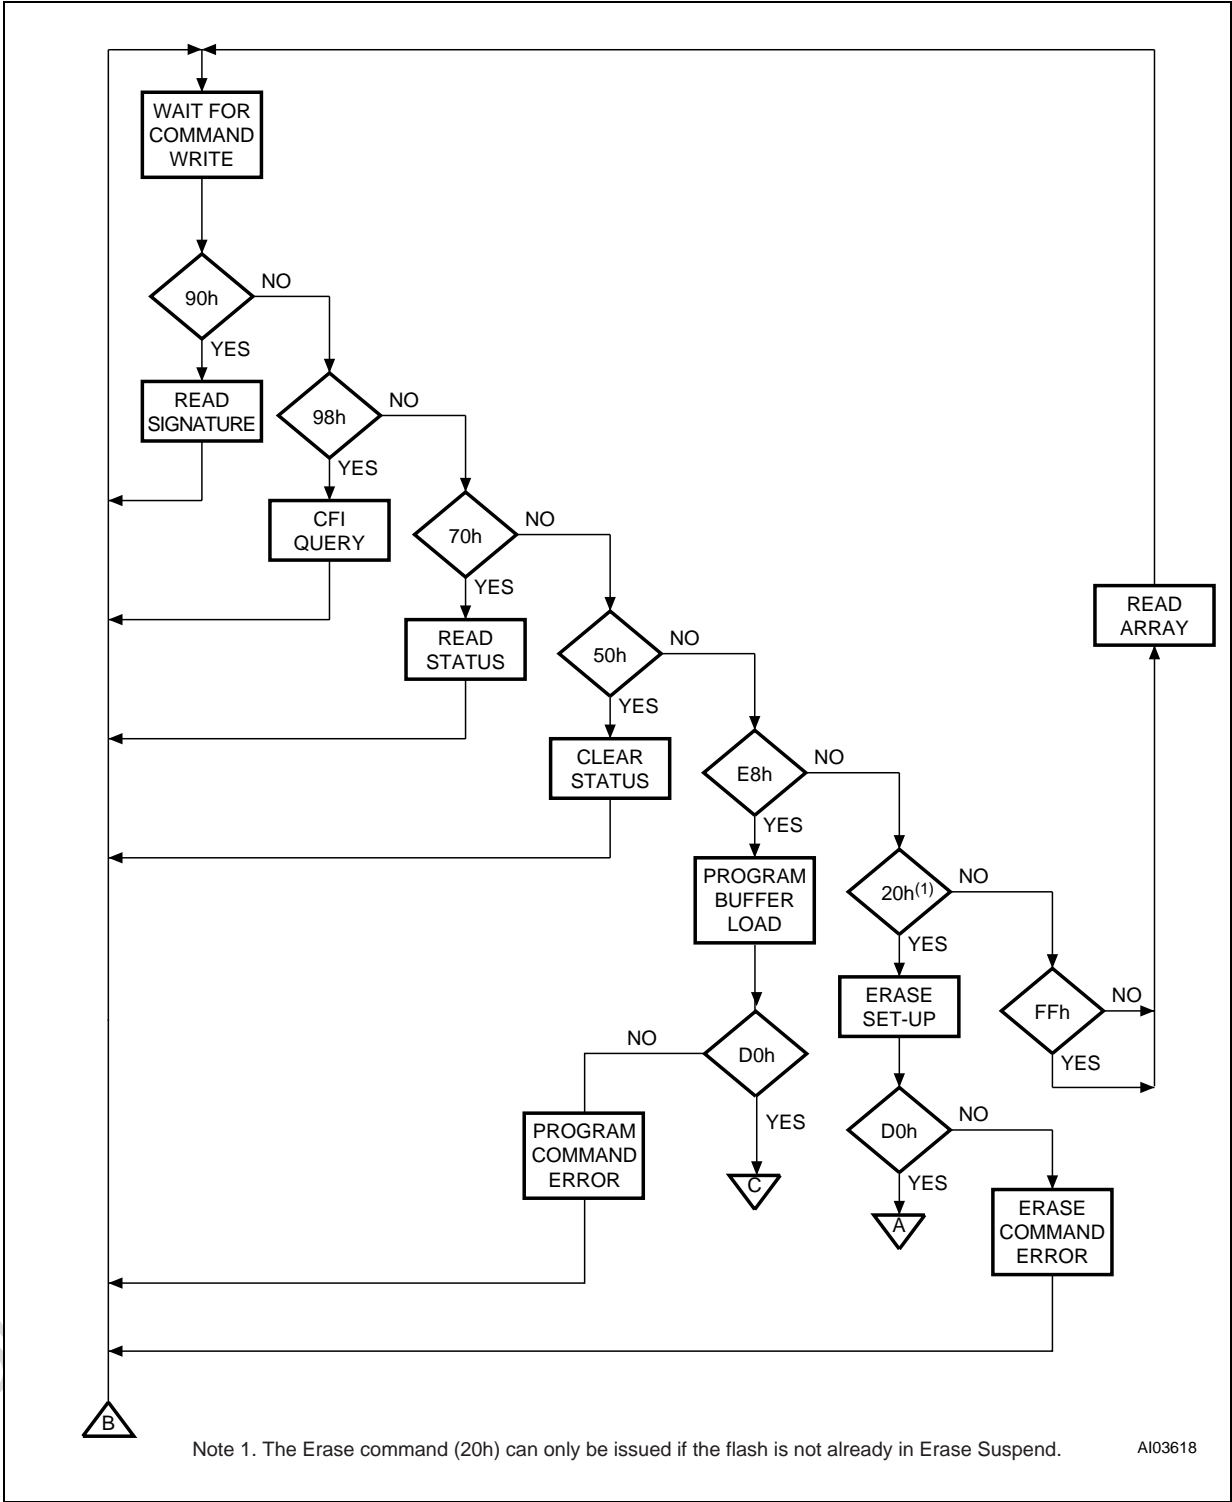 WAIT FOR
COMMAND
WRITE
90h
NO
YES
READ
SIGNATURE
98h
NO
YES
CFI
QUERY
70h
NO
YES
READ
STATUS
50h
NO
YES
CLEAR
STATUS
E8h
NO
YES
PROGRAM
BUFFER
LOAD
20h(1)
NO
YES
ERASE
SET-UP
FFh
NO
YES
READ
ARRAY
D0h
NO
YES
PROGRAM
COMMAND
ERROR
C
D0h
NO
YES
A
ERASE
COMMAND
ERROR
B
Note 1. The Erase command (20h) can only be issued if the flash is not already in Erase Suspend.
AI03618